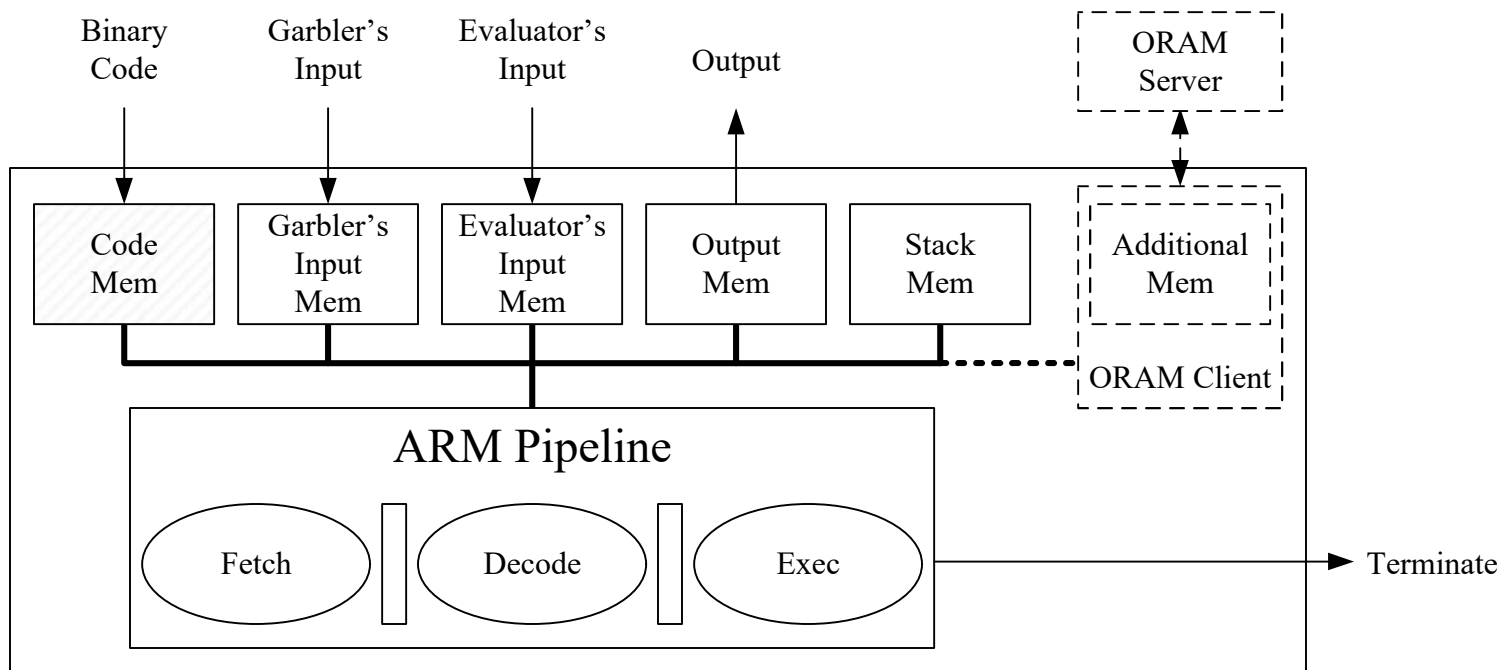 Binary
Code
Garbler’s
Input
Evaluator’s
Input
Output
ORAM
Server
Code
Mem
Garbler’s
Input
Mem
Evaluator’s
Input
Mem
Output
Mem
Stack
Mem
Additional
Mem
ORAM Client
ARM Pipeline
Fetch
Decode
Exec
Terminate